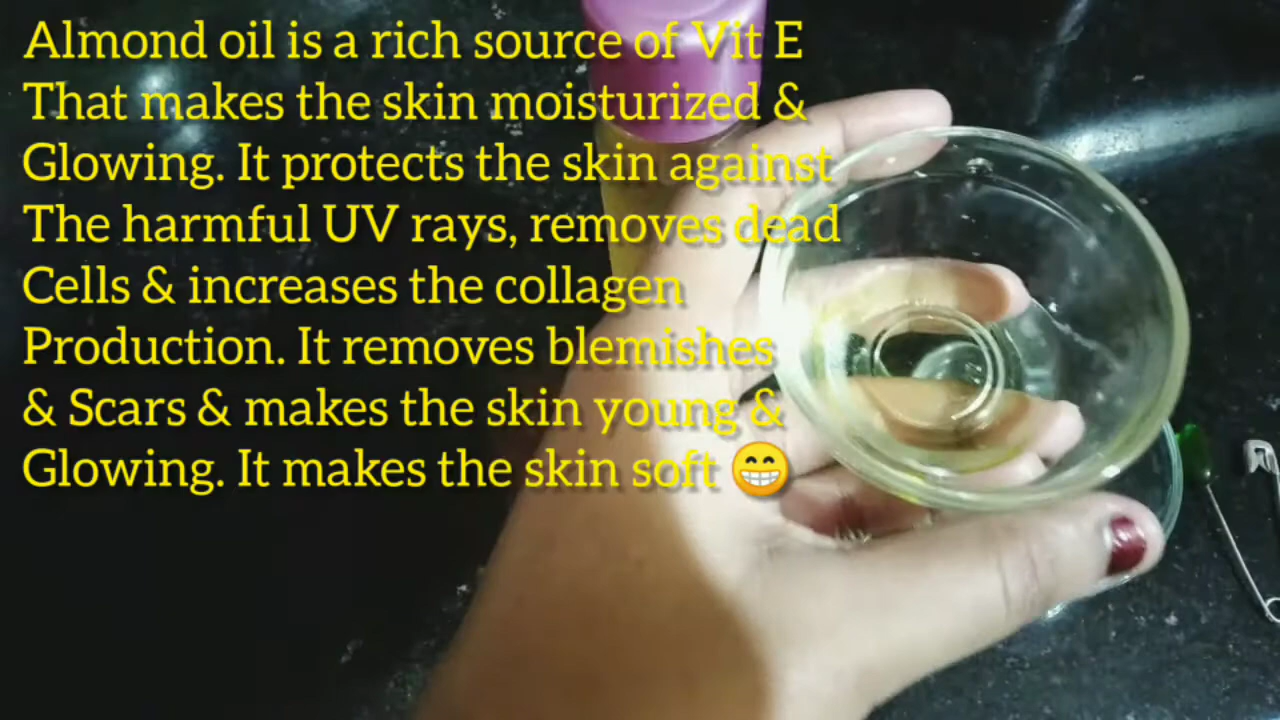 Almond oil is a rich source of Vit E
That makes the skin moisturized &
Glowing. It protects the skin against
The harmful UV rays, removes dead
Cells & increases the collagen
Production. It removes blemishes
& Scars & makes the skin young &
Glowing. It makes the skin soft 😁